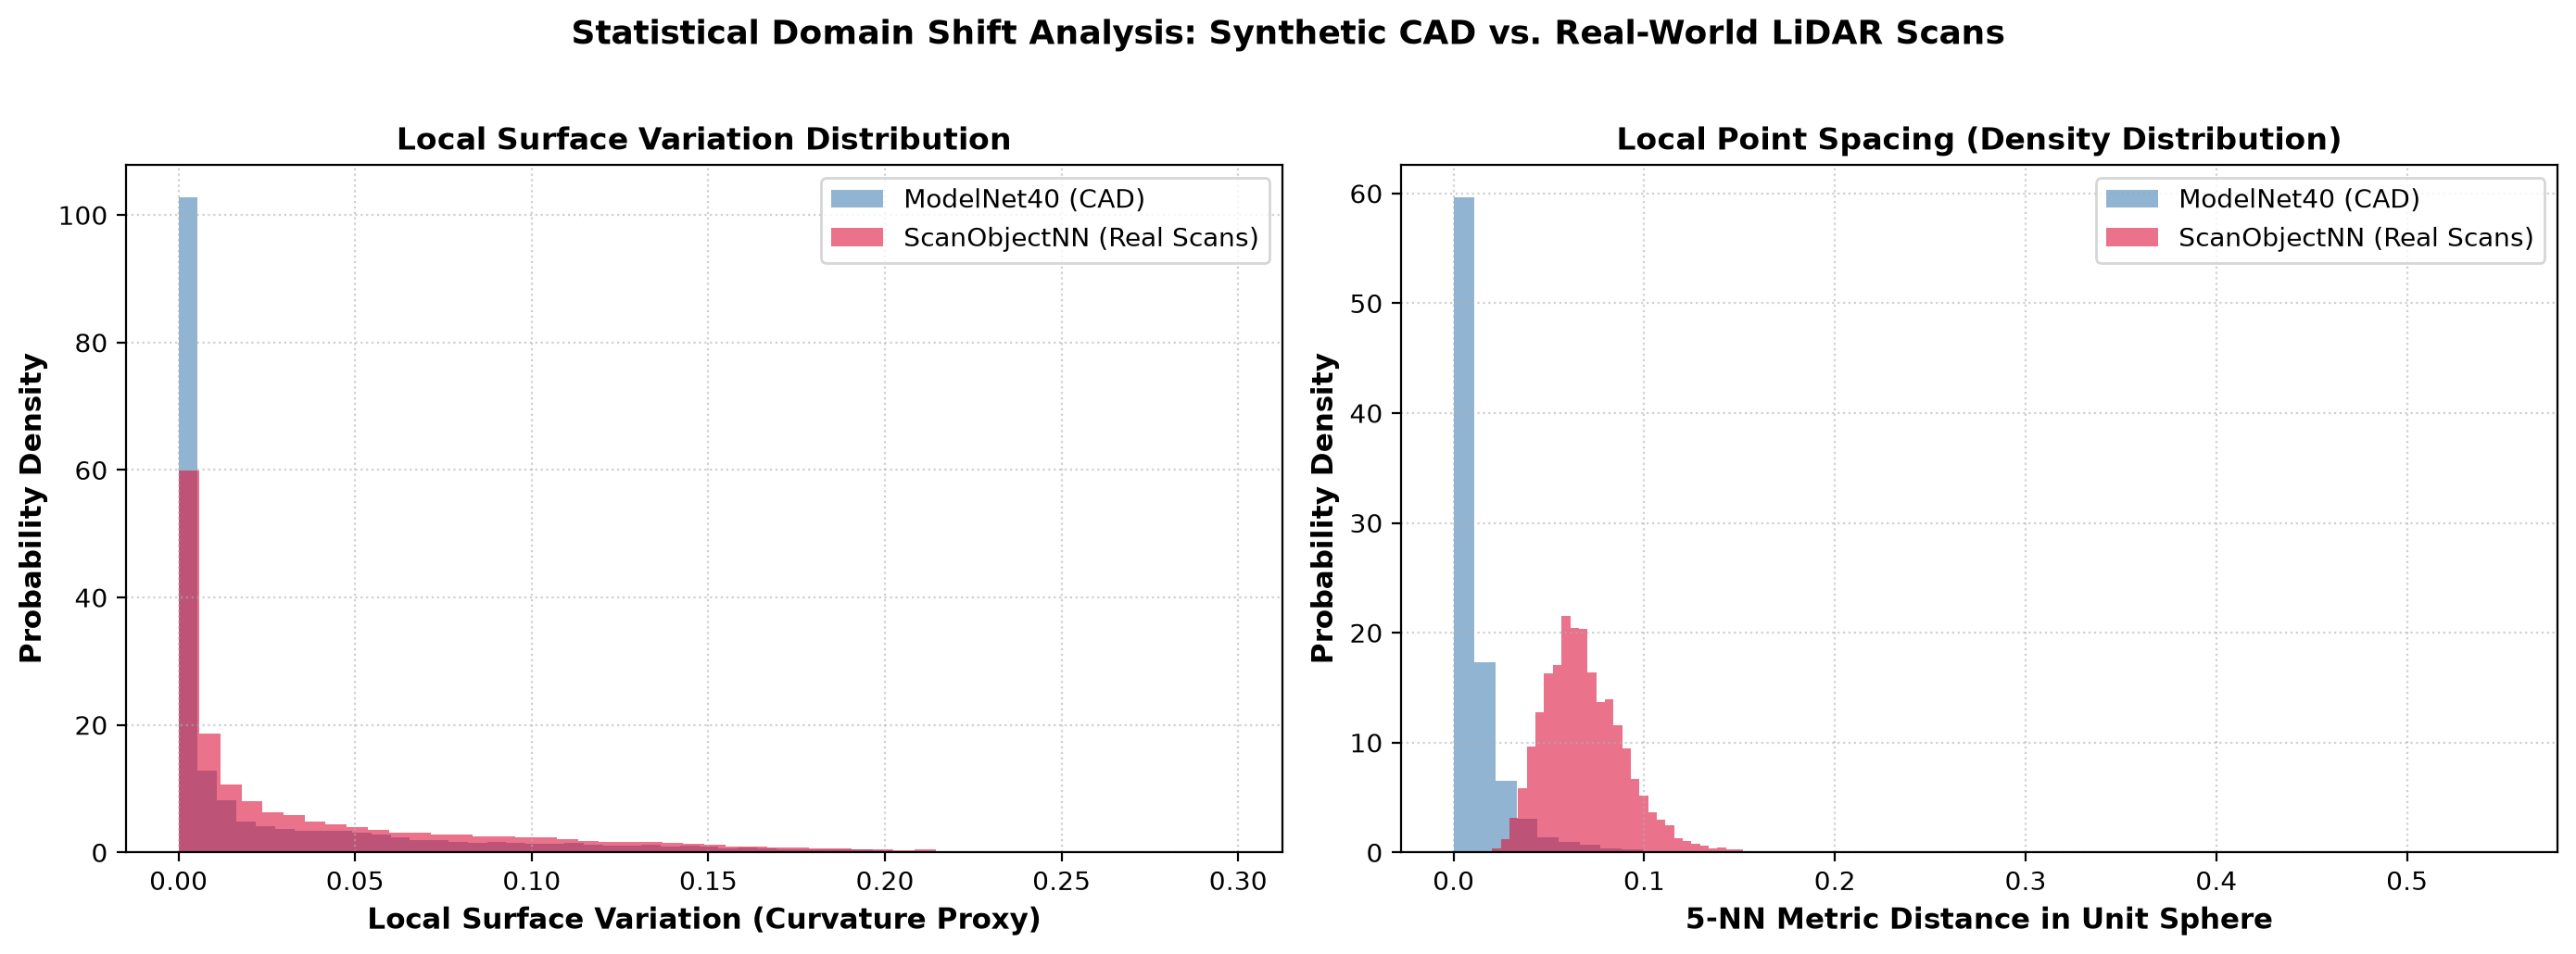 Statistical Domain Shift Analysis: Synthetic CAD vs. Real-World LiDAR Scans
Local Surface Variation Distribution
Probability Density
100
80
60
40
20
0
ModelNet40 (CAD)
ScanObjectNN (Real Scans)
0.00 0.05 0.10 0.15 0.20 0.25 0.30
Local Surface Variation (Curvature Proxy)
Local Point Spacing (Density Distribution)
Probability Density
60
50
40
30
20
10
0
ModelNet40 (CAD)
ScanObjectNN (Real Scans)
0.0 0.1 0.2 0.3 0.4 0.5
5-NN Metric Distance in Unit Sphere